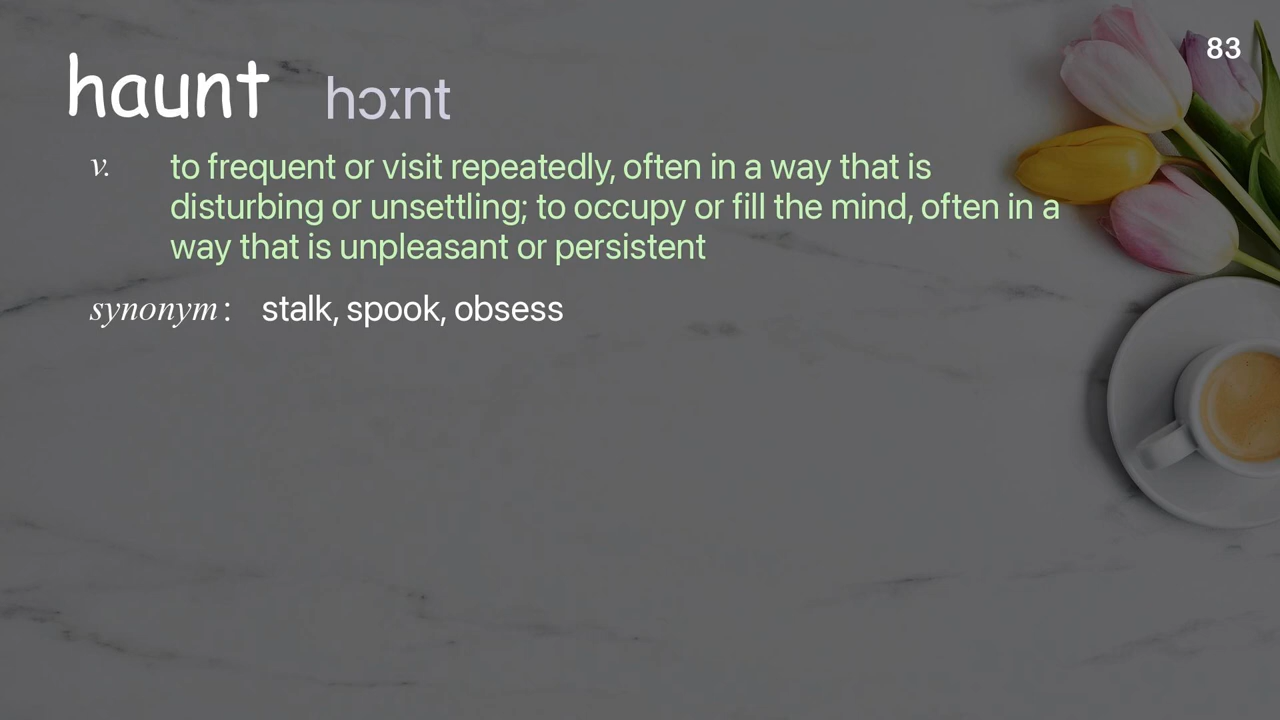 83
haunt hɔːnt
v. to frequent or visit repeatedly, often in a way that is
disturbing or unsettling; to occupy or fill the mind, often in a
way that is unpleasant or persistent
synonym: stalk, spook, obsess